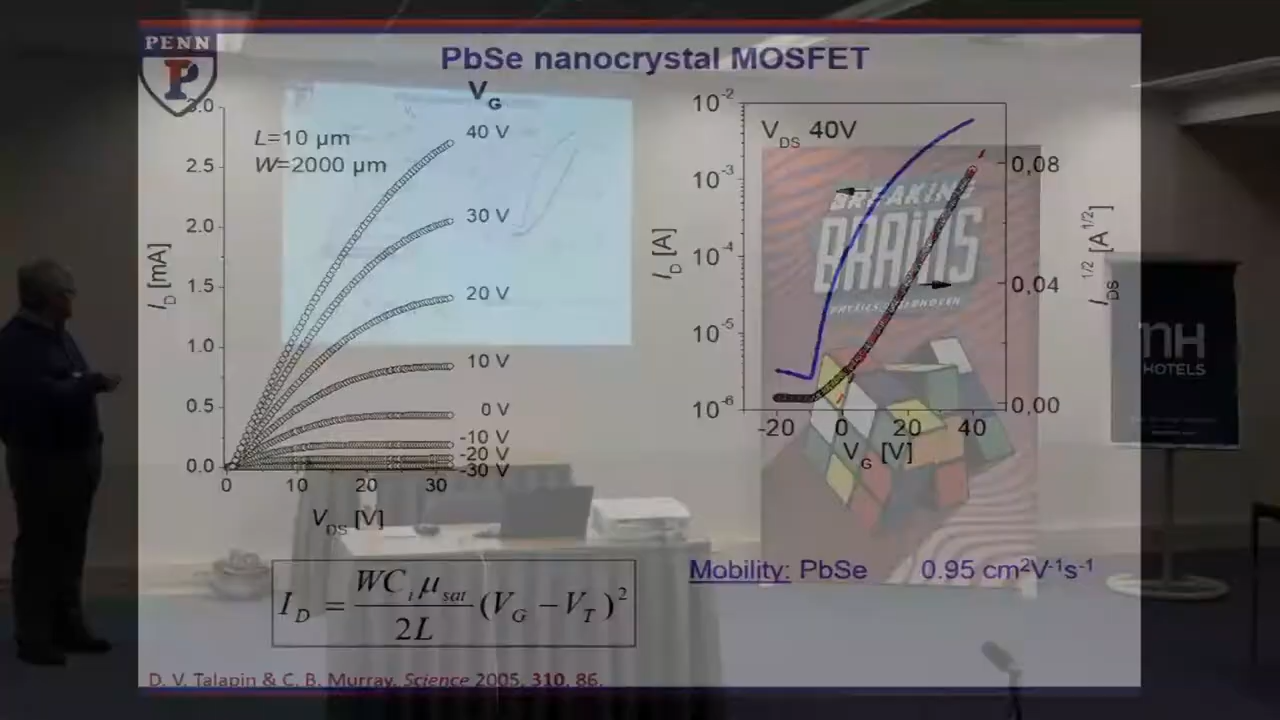 PENN
P
PbSe nanocrystal MOSFET
V_G
L=10 µm
W=2000 µm
40 V
30 V
20 V
10 V
0 V
-10 V
-20 V
-30 V
I_D [mA]
3.0
2.5
2.0
1.5
1.0
0.5
0.0
0
10
20
30
V_DS [V]
V_DS 40V
I_D [A]
10^-2
10^-3
10^-4
10^-5
10^-6
-20
0
20
40
V_G [V]
0,08
0,04
0,00
I_DS^1/2 [A^1/2]
BREAKING
BRAINS
PHYSICS EINDHOVEN
nH
HOTELS
I_D = WC_i µ_sat / 2L (V_G − V_T)^2
Mobility: PbSe 0.95 cm²V⁻¹s⁻¹
D. V. Talapin & C. B. Murray, Science 2005, 310, 86.